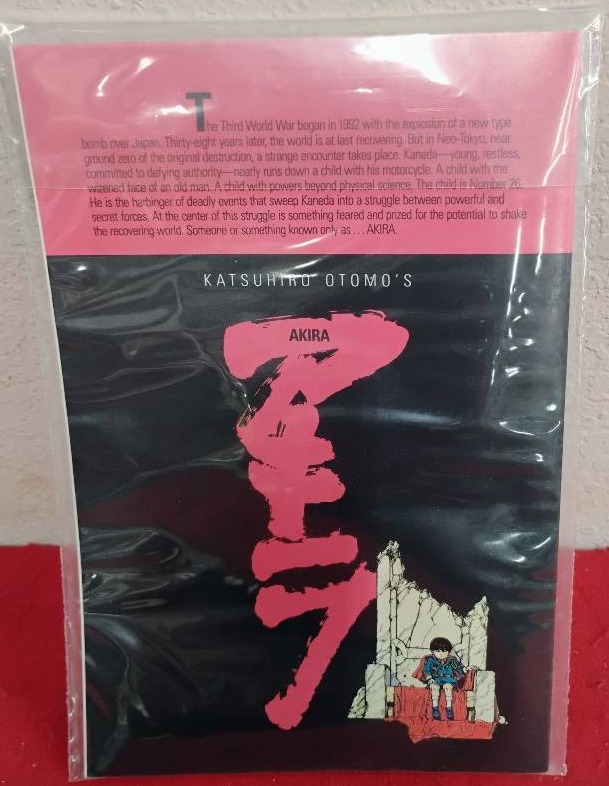 The Third World War began in 1992 with the explosion of a new type
bomb over Japan. Thirty-eight years later, the world is at last recovering. But in Neo-Tokyo, near
ground zero of the original destruction, a strange encounter takes place. Kaneda—young, restless,
committed to defying authority—nearly runs down a child with his motorcycle. A child with the
wizened face of an old man. A child with powers beyond physical science. The child is Number 26.
He is the harbinger of deadly events that sweep Kaneda into a struggle between powerful and
secret forces. At the center of this struggle is something feared and prized for the potential to shake
the recovering world. Someone or something known only as . . . AKIRA.
KATSUHIRO OTOMO'S
AKIRA
アキラ